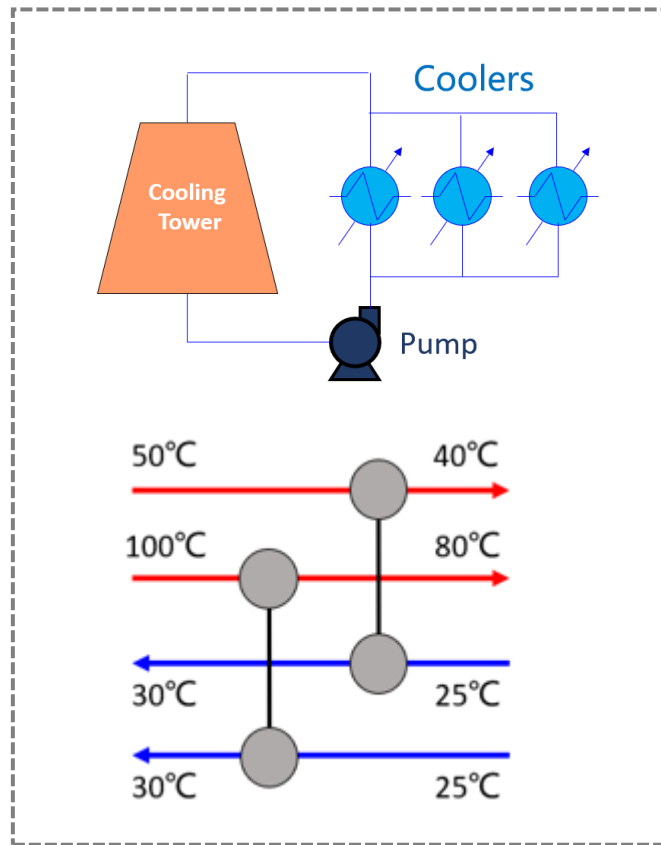 Coolers
Cooling
Tower
Pump
50℃ 40℃
100℃ 80℃
30℃ 25℃
30℃ 25℃